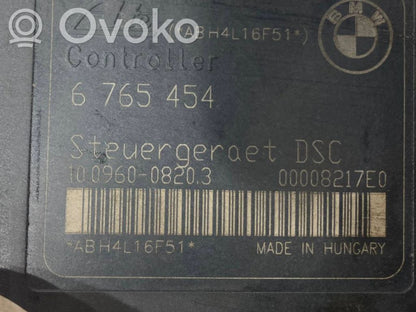 OVOKO
(ABH4L16F51*)
BMW
Controller
6 765 454
Steuergeraet DSC
10.0960-0820.3 00008217E0
*ABH4L16F51* MADE IN HUNGARY